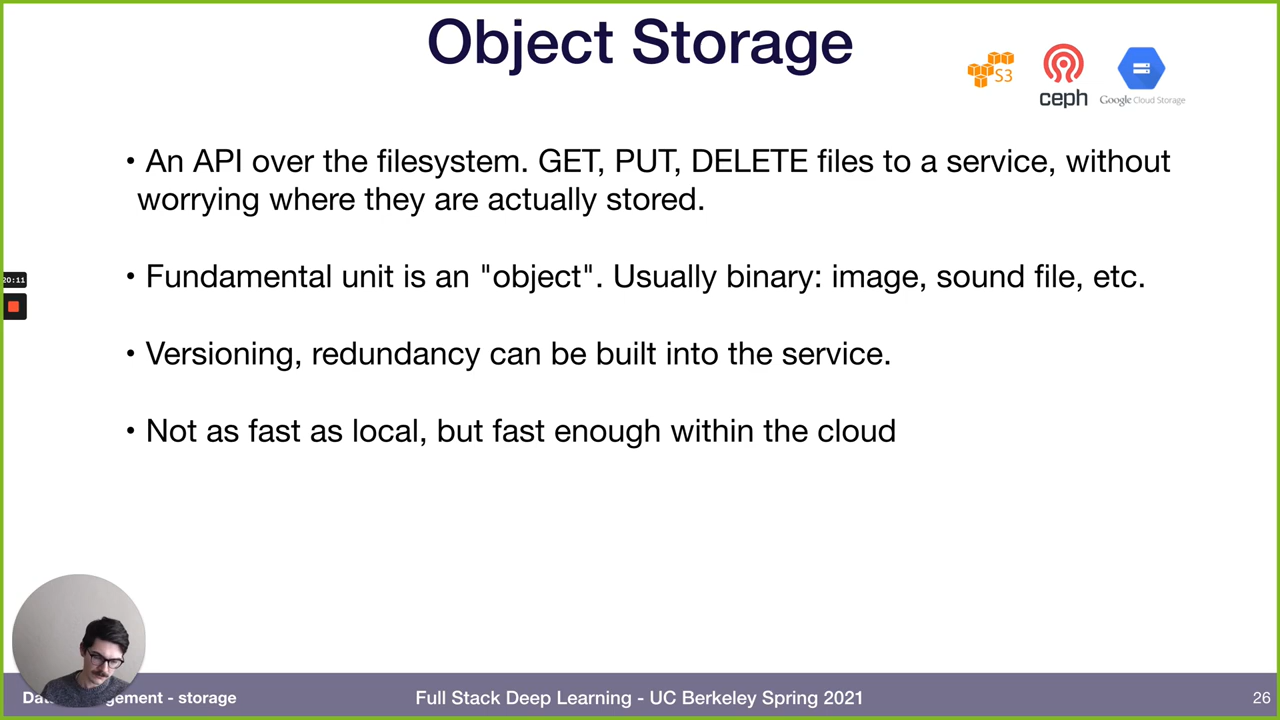 Object Storage
S3
ceph
Google Cloud Storage
• An API over the filesystem. GET, PUT, DELETE files to a service, without
worrying where they are actually stored.
• Fundamental unit is an "object". Usually binary: image, sound file, etc.
• Versioning, redundancy can be built into the service.
• Not as fast as local, but fast enough within the cloud
20:11
gement - storage
Full Stack Deep Learning - UC Berkeley Spring 2021
26